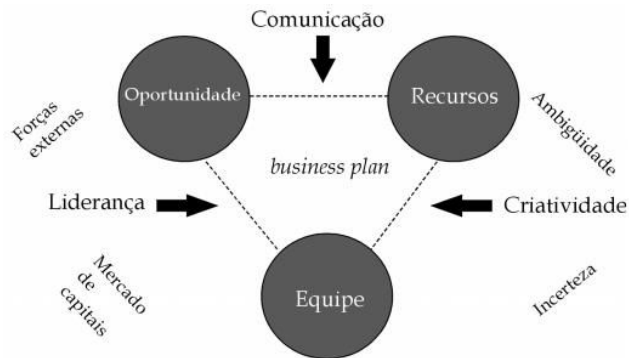 Comunicação
Oportunidade
Recursos
Forças
externas
Ambigüidade
business plan
Liderança
Criatividade
Mercado
de
capitais
Equipe
Incerteza